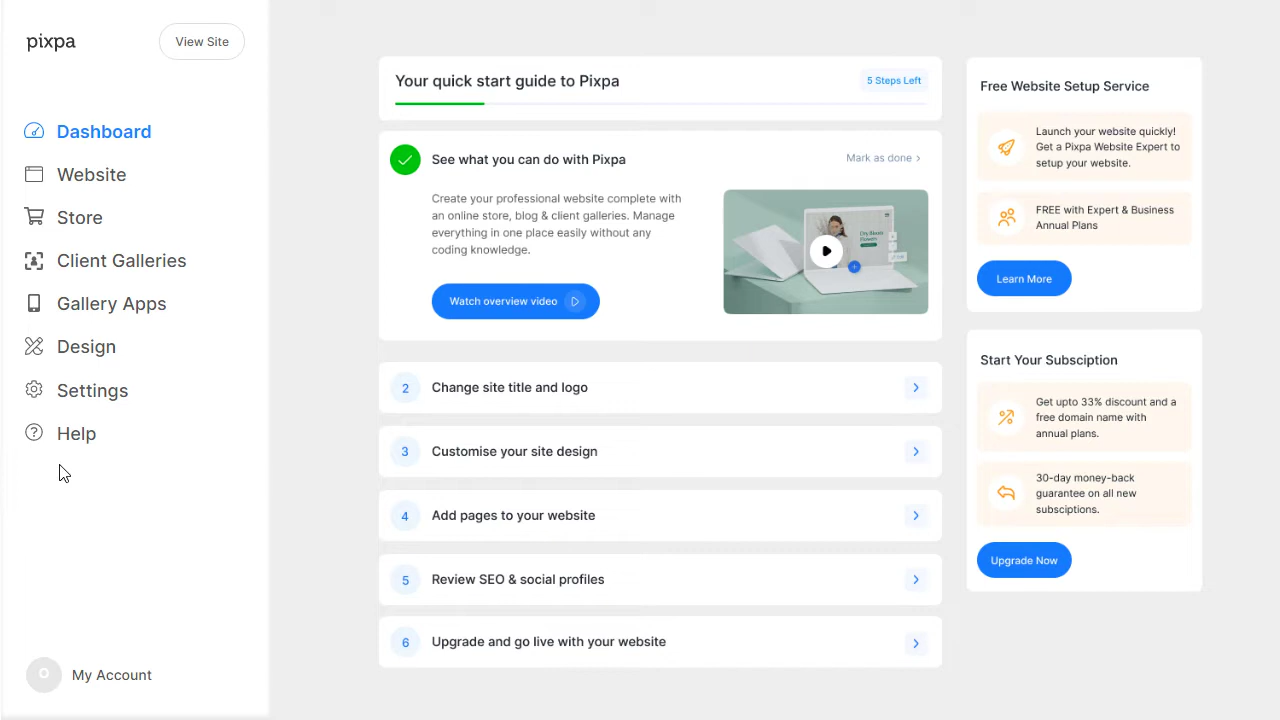 pixpa
View Site
Dashboard
Website
Store
Client Galleries
Gallery Apps
Design
Settings
Help
O
My Account
Your quick start guide to Pixpa
5 Steps Left
See what you can do with Pixpa
Mark as done
Create your professional website complete with
an online store, blog & client galleries. Manage
everything in one place easily without any
coding knowledge.
Watch overview video
2
Change site title and logo
3
Customise your site design
4
Add pages to your website
5
Review SEO & social profiles
6
Upgrade and go live with your website
Free Website Setup Service
Launch your website quickly!
Get a Pixpa Website Expert to
setup your website.
FREE with Expert & Business
Annual Plans
Learn More
Start Your Subsciption
Get upto 33% discount and a
free domain name with
annual plans.
30-day money-back
guarantee on all new
subsciptions.
Upgrade Now